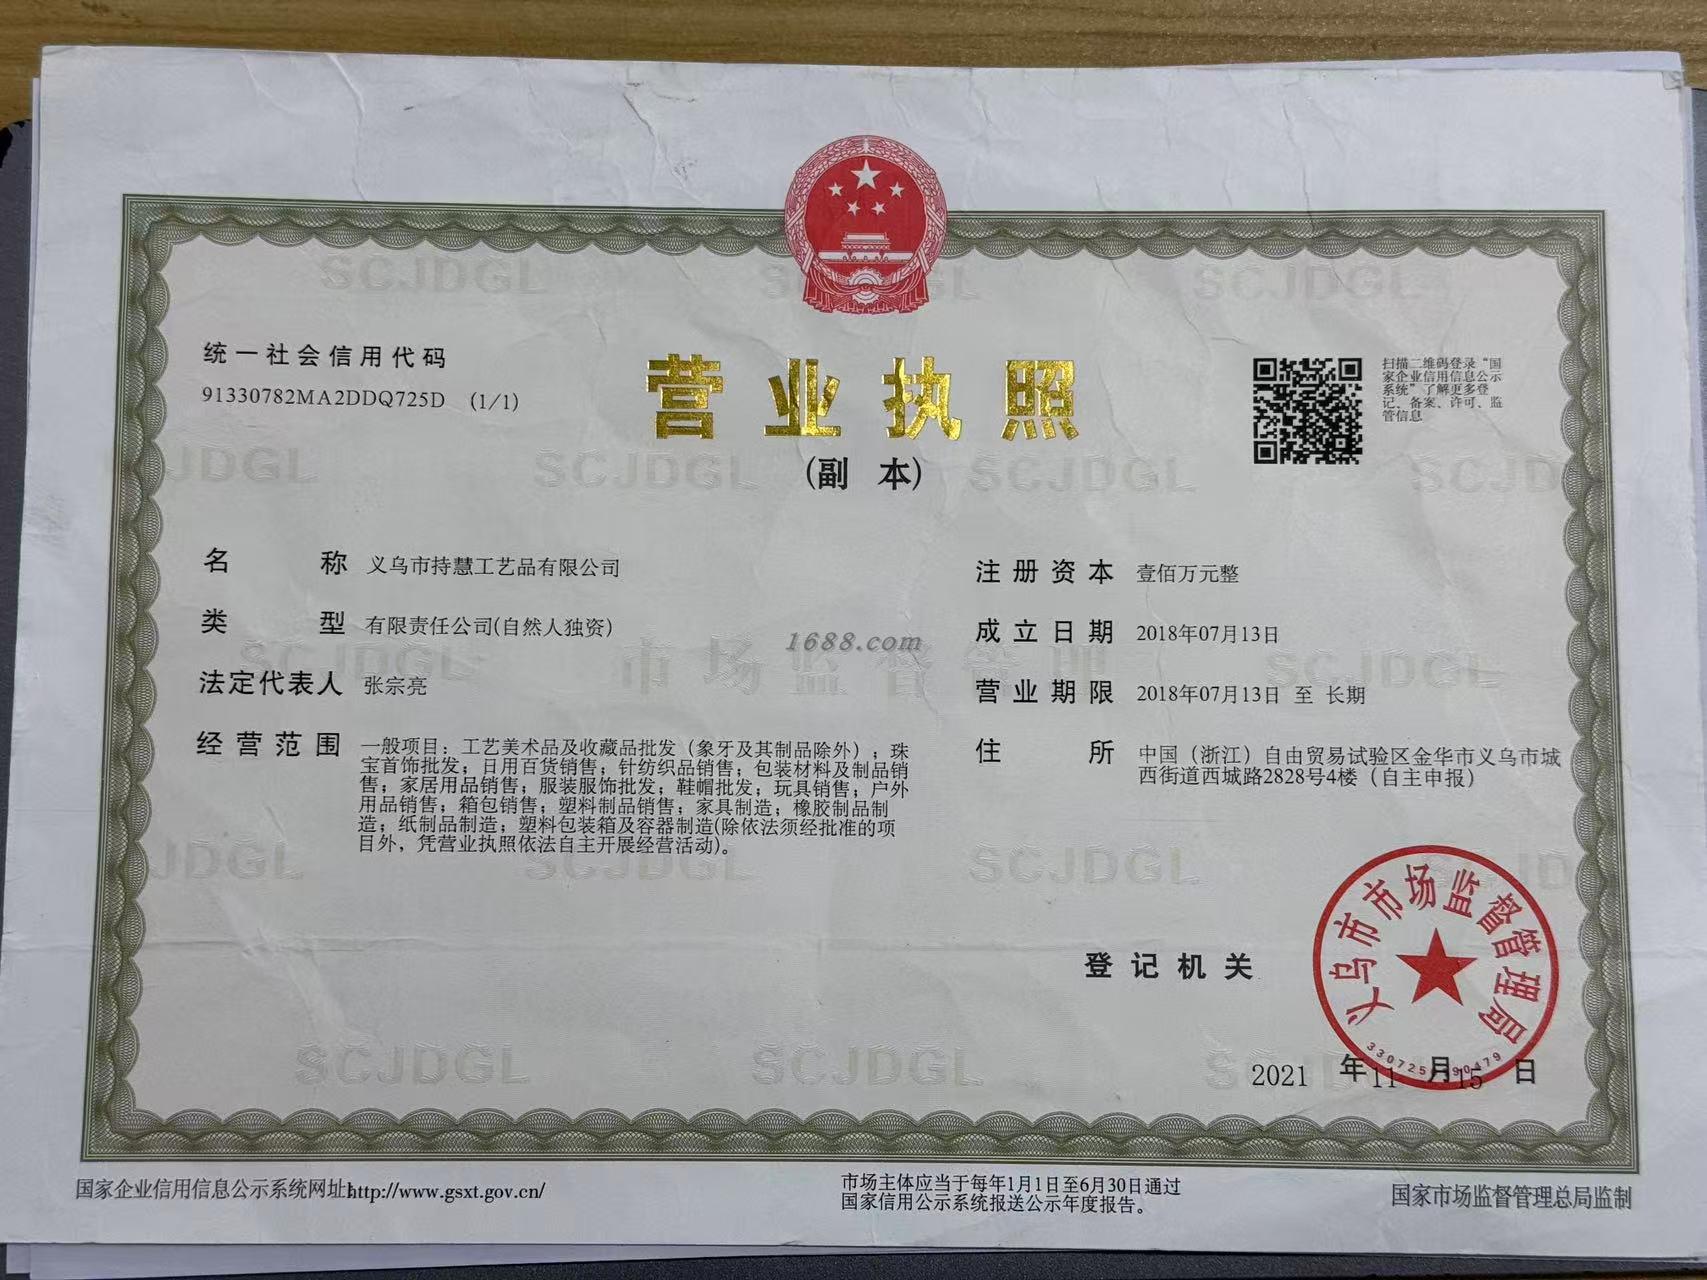 统一社会信用代码
91330782MA2DDQ725D (1/1)
营业执照
(副 本)
扫描二维码登录“国
家企业信用信息公示
系统”了解更多登
记、备案、许可、监
管信息
名 称 义乌市持慧工艺品有限公司
类 型 有限责任公司(自然人独资)
法定代表人 张宗亮
经营范围 一般项目：工艺美术品及收藏品批发（象牙及其制品除外）；珠
宝首饰批发；日用百货销售；针纺织品销售；包装材料及制品销
售；家居用品销售；服装服饰批发；鞋帽批发；玩具销售；户外
用品销售；箱包销售；塑料制品销售；家具制造；橡胶制品制
造；纸制品制造；塑料包装箱及容器制造(除依法须经批准的项
目外，凭营业执照依法自主开展经营活动)。
注册资本 壹佰万元整
成立日期 2018年07月13日
营业期限 2018年07月13日 至 长期
住 所 中国（浙江）自由贸易试验区金华市义乌市城
西街道西城路2828号4楼（自主申报）
1688.com
登记机关
义乌市市场监督管理局
2021 年11 月15 日
国家企业信用信息公示系统网址http://www.gsxt.gov.cn/
市场主体应当于每年1月1日至6月30日通过
国家信用公示系统报送公示年度报告。
国家市场监督管理总局监制
SCJDGL
SCJDGL
SCJDGL
SCJDGL
SCJDGL
SCJDGL
SCJDGL
SCJDGL
SCJDGL